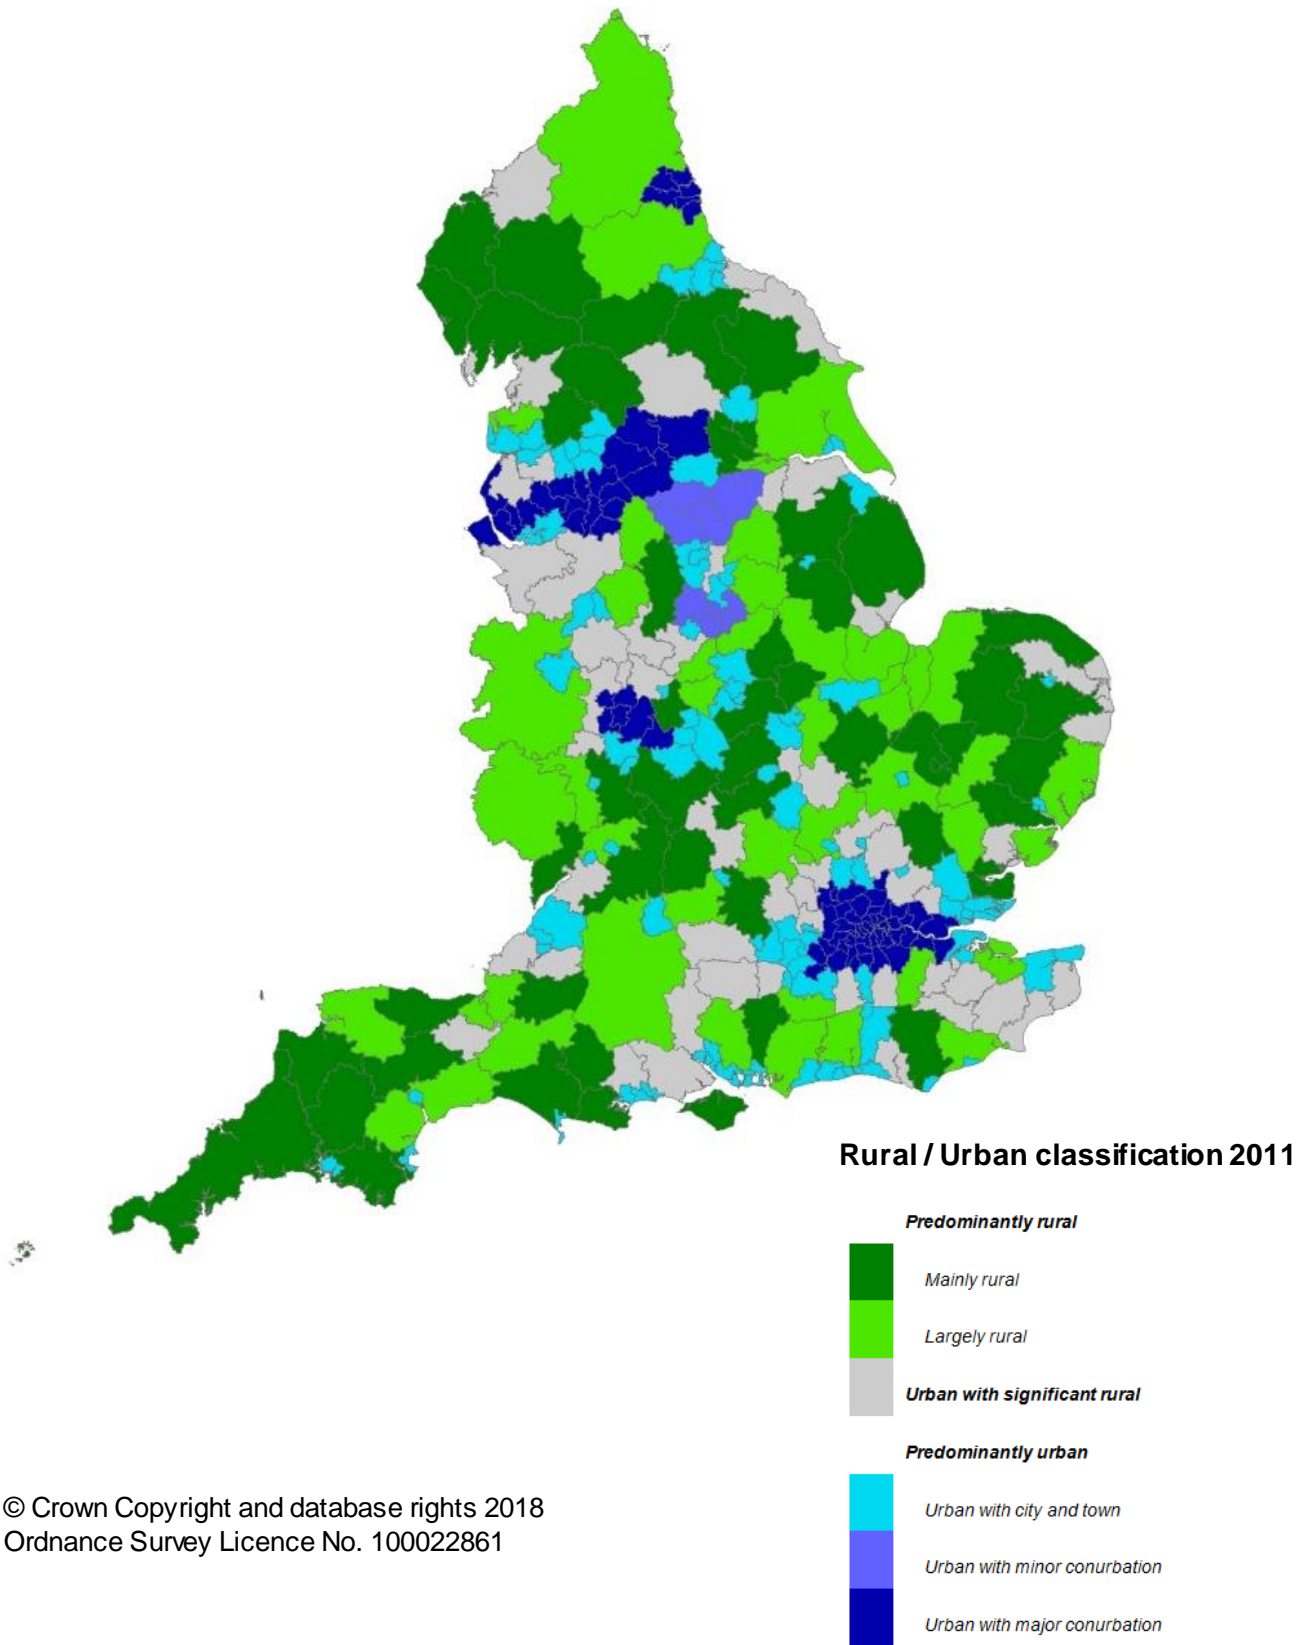 Rural / Urban classification 2011
Predominantly rural
Mainly rural
Largely rural
Urban with significant rural
Predominantly urban
Urban with city and town
Urban with minor conurbation
Urban with major conurbation
© Crown Copyright and database rights 2018
Ordnance Survey Licence No. 100022861